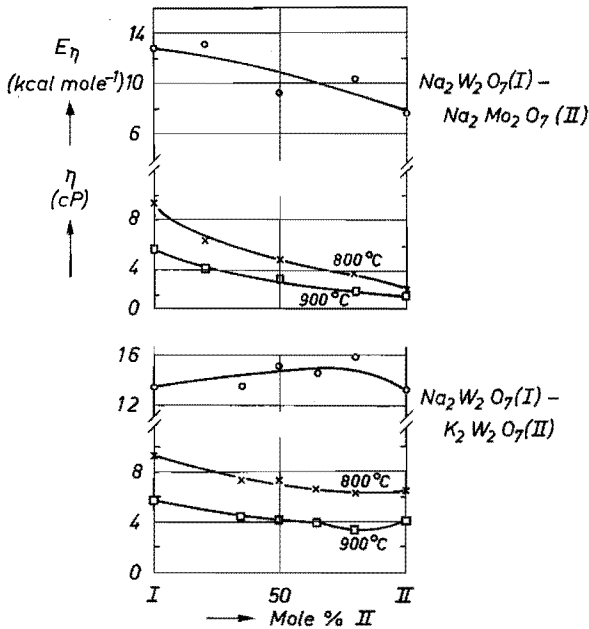 14
Eη
(kcal mole⁻¹)
10
6
Na₂W₂O₇(I) –
Na₂Mo₂O₇(II)
η
(cP)
8
4
0
800°C
900°C
16
12
Na₂W₂O₇(I) –
K₂W₂O₇(II)
8
4
0
800°C
900°C
I
50
II
Mole % II